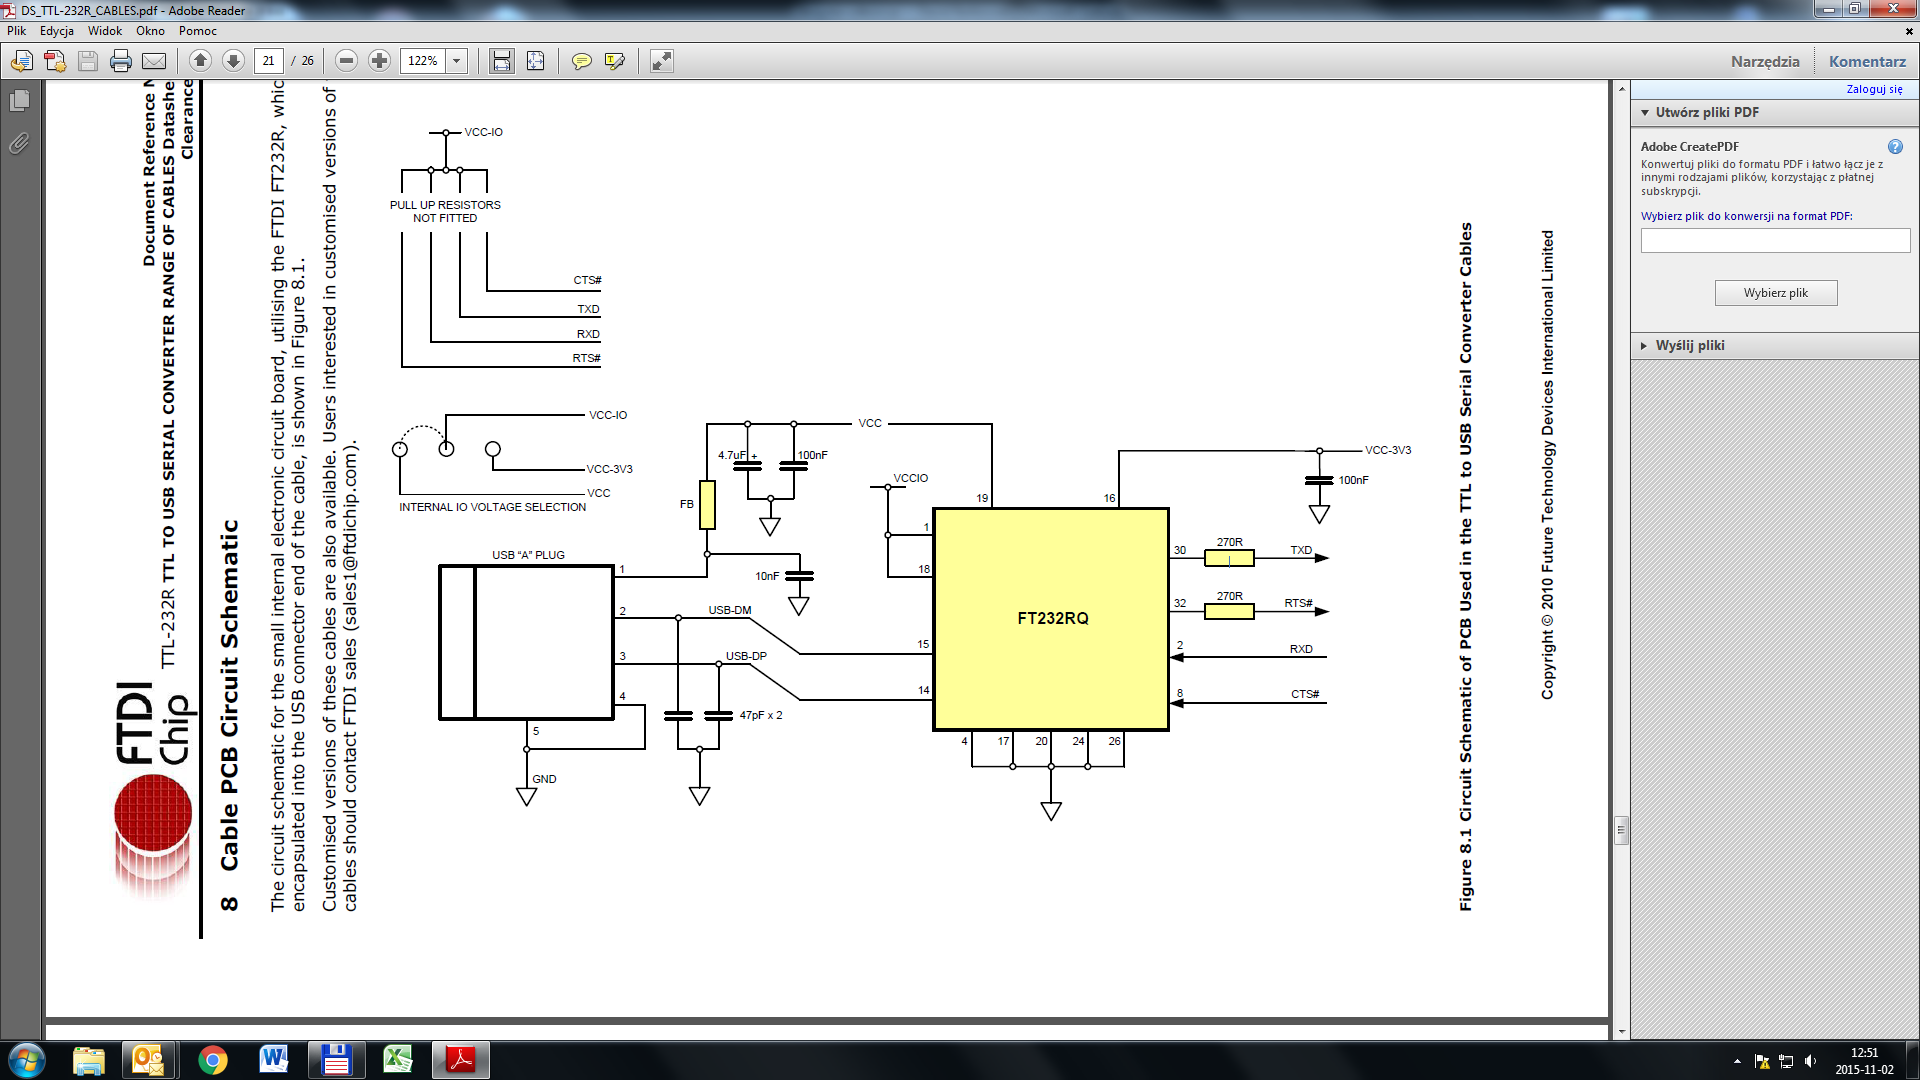 DS_TTL-232R_CABLES.pdf - Adobe Reader
Plik Edycja Widok Okno Pomoc
21 / 26 122% Narzędzia Komentarz
Zaloguj się
Utwórz pliki PDF
Adobe CreatePDF
Konwertuj pliki do formatu PDF i łatwo łącz je z
innymi rodzajami plików, korzystając z płatnej
subskrypcji.
Wybierz plik do konwersji na format PDF:
Wybierz plik
Wyślij pliki
FTDI
Chip
Document Reference N
TTL-232R TTL TO USB SERIAL CONVERTER RANGE OF CABLES Datashe
Clearance
8 Cable PCB Circuit Schematic
The circuit schematic for the small internal electronic circuit board, utilising the FTDI FT232R, whic
encapsulated into the USB connector end of the cable, is shown in Figure 8.1.
Customised versions of these cables are also available. Users interested in customised versions of
cables should contact FTDI sales (sales1@ftdichip.com).
VCC-IO
PULL UP RESISTORS
NOT FITTED
CTS#
TXD
RXD
RTS#
VCC-IO
VCC-3V3
VCC
INTERNAL IO VOLTAGE SELECTION
USB “A” PLUG
1
2
3
4
5
GND
FB
4.7uF +
100nF
VCC
10nF
USB-DM
USB-DP
47pF x 2
VCCIO
19
16
1
18
15
14
FT232RQ
30
32
2
8
4 17 20 24 26
270R
TXD
270R
RTS#
RXD
CTS#
VCC-3V3
100nF
Figure 8.1 Circuit Schematic of PCB Used in the TTL to USB Serial Converter Cables
Copyright © 2010 Future Technology Devices International Limited
12:51
2015-11-02